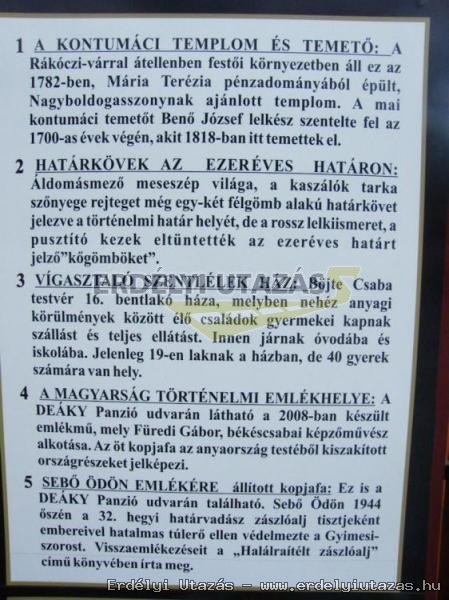 1 A KONTUMÁCI TEMPLOM ÉS TEMETŐ: A
Rákóczi-várral átellenben festői környezetben áll ez az
1782-ben, Mária Terézia pénzadományából épült,
Nagyboldogasszonynak ajánlott templom. A mai
kontumáci temetőt Benő József lelkész szentelte fel az
1700-as évek végén, akit 1818-ban itt temettek el.
2 HATÁRKÖVEK AZ EZERÉVES HATÁRON:
Áldomásmező meseszép világa, a kaszálók tarka
szőnyege rejteget még egy-két félgömb alakú határkövet
jelezve a történelmi határ helyét, de a rossz lelkiismeret, a
pusztító kezek eltüntették az ezeréves határt
jelző"kőgömböket".
3 VÍGASZTALÓ SZENTLÉLEK HÁZA Böjte Csaba
testvér 16. bentlakó háza, melyben nehéz anyagi
körülmények között élő családok gyermekei kapnak
szállást és teljes ellátást. Innen járnak óvodába és
iskolába. Jelenleg 19-en laknak a házban, de 40 gyerek
számára van hely.
4 A MAGYARSÁG TÖRTÉNELMI EMLÉKHELYE: A
DEÁKY Panzió udvarán látható a 2008-ban készült
emlékmű, mely Füredi Gábor, békéscsabai képzőművész
alkotása. Az öt kopjafa az anyaország testéből kiszakított
országrészeket jelképezi.
5 SEBŐ ÖDÖN EMLÉKÉRE állított kopjafa: Ez is a
DEÁKY Panzió udvarán található. Sebő Ödön 1944
őszén a 32. hegyi határvadász zászlóalj tisztjeként
embereivel hatalmas túlerő ellen védelmezte a Gyimesi-
szorost. Visszaemlékezéseit a „Halálraítélt zászlóalj"
című könyvében írta meg.
ERDÉLYI UTAZÁS
Erdélyi Utazás - www.erdelyiutazas.hu